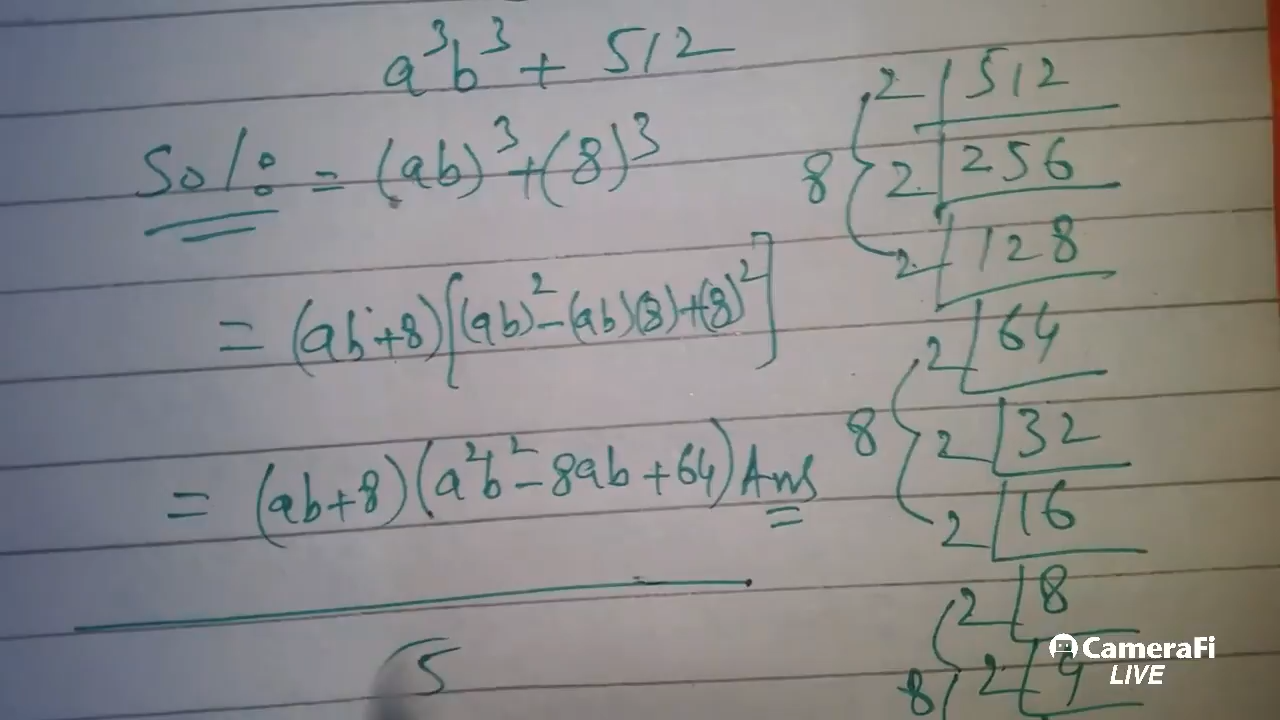 a³b³ + 512
Sol: = (ab)³ + (8)³
= (ab+8)[(ab)² - (ab)(8) + (8)²]
= (ab+8)(a²b² - 8ab + 64) Ans
5
2 | 512
8 2 | 256
2 | 128
2 | 64
8 2 | 32
2 | 16
2 | 8
8 2 | 4
CameraFi
LIVE